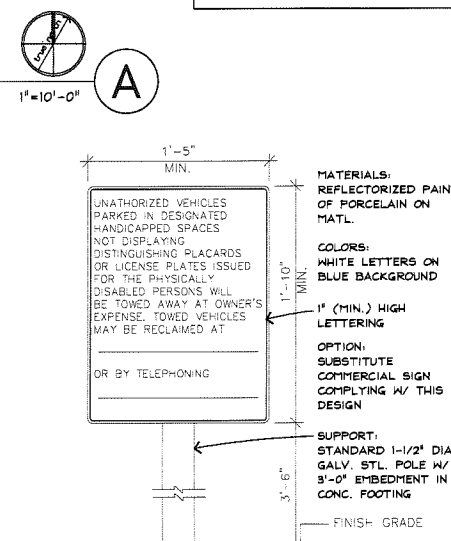 1"=10'-0"
A
1'-5"
MIN.
UNATHORIZED VEHICLES
PARKED IN DESIGNATED
HANDICAPPED SPACES
NOT DISPLAYING
DISTINGUISHING PLACARDS
OR LICENSE PLATES ISSUED
FOR THE PHYSICALLY
DISABLED PERSONS WILL
BE TOWED AWAY AT OWNER'S
EXPENSE. TOWED VEHICLES
MAY BE RECLAIMED AT
OR BY TELEPHONING
1'-10"
MIN.
3'-6"
MATERIALS:
REFLECTORIZED PAIN
OF PORCELAIN ON
MATL.
COLORS:
WHITE LETTERS ON
BLUE BACKGROUND
1" (MIN.) HIGH
LETTERING
OPTION:
SUBSTITUTE
COMMERCIAL SIGN
COMPLYING W/ THIS
DESIGN
SUPPORT:
STANDARD 1-1/2" DIA
GALV. STL. POLE W/
3'-0" EMBEDMENT IN
CONC. FOOTING
FINISH GRADE